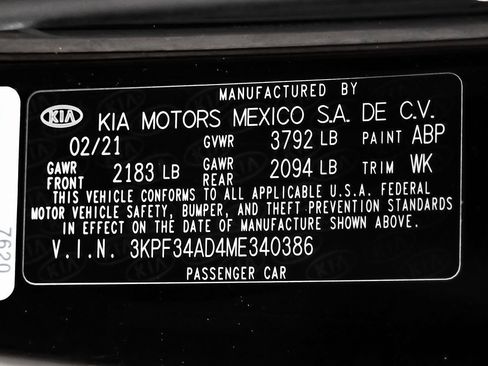 MANUFACTURED BY
KIA KIA MOTORS MEXICO S.A. DE C.V.
02/21 GVWR 3792 LB PAINT ABP
GAWR FRONT 2183 LB GAWR REAR 2094 LB TRIM WK
THIS VEHICLE CONFORMS TO ALL APPLICABLE U.S.A. FEDERAL
MOTOR VEHICLE SAFETY, BUMPER, AND THEFT PREVENTION STANDARDS
IN EFFECT ON THE DATE OF MANUFACTURE SHOWN ABOVE.
V.I.N. 3KPF34AD4ME340386
PASSENGER CAR
7620